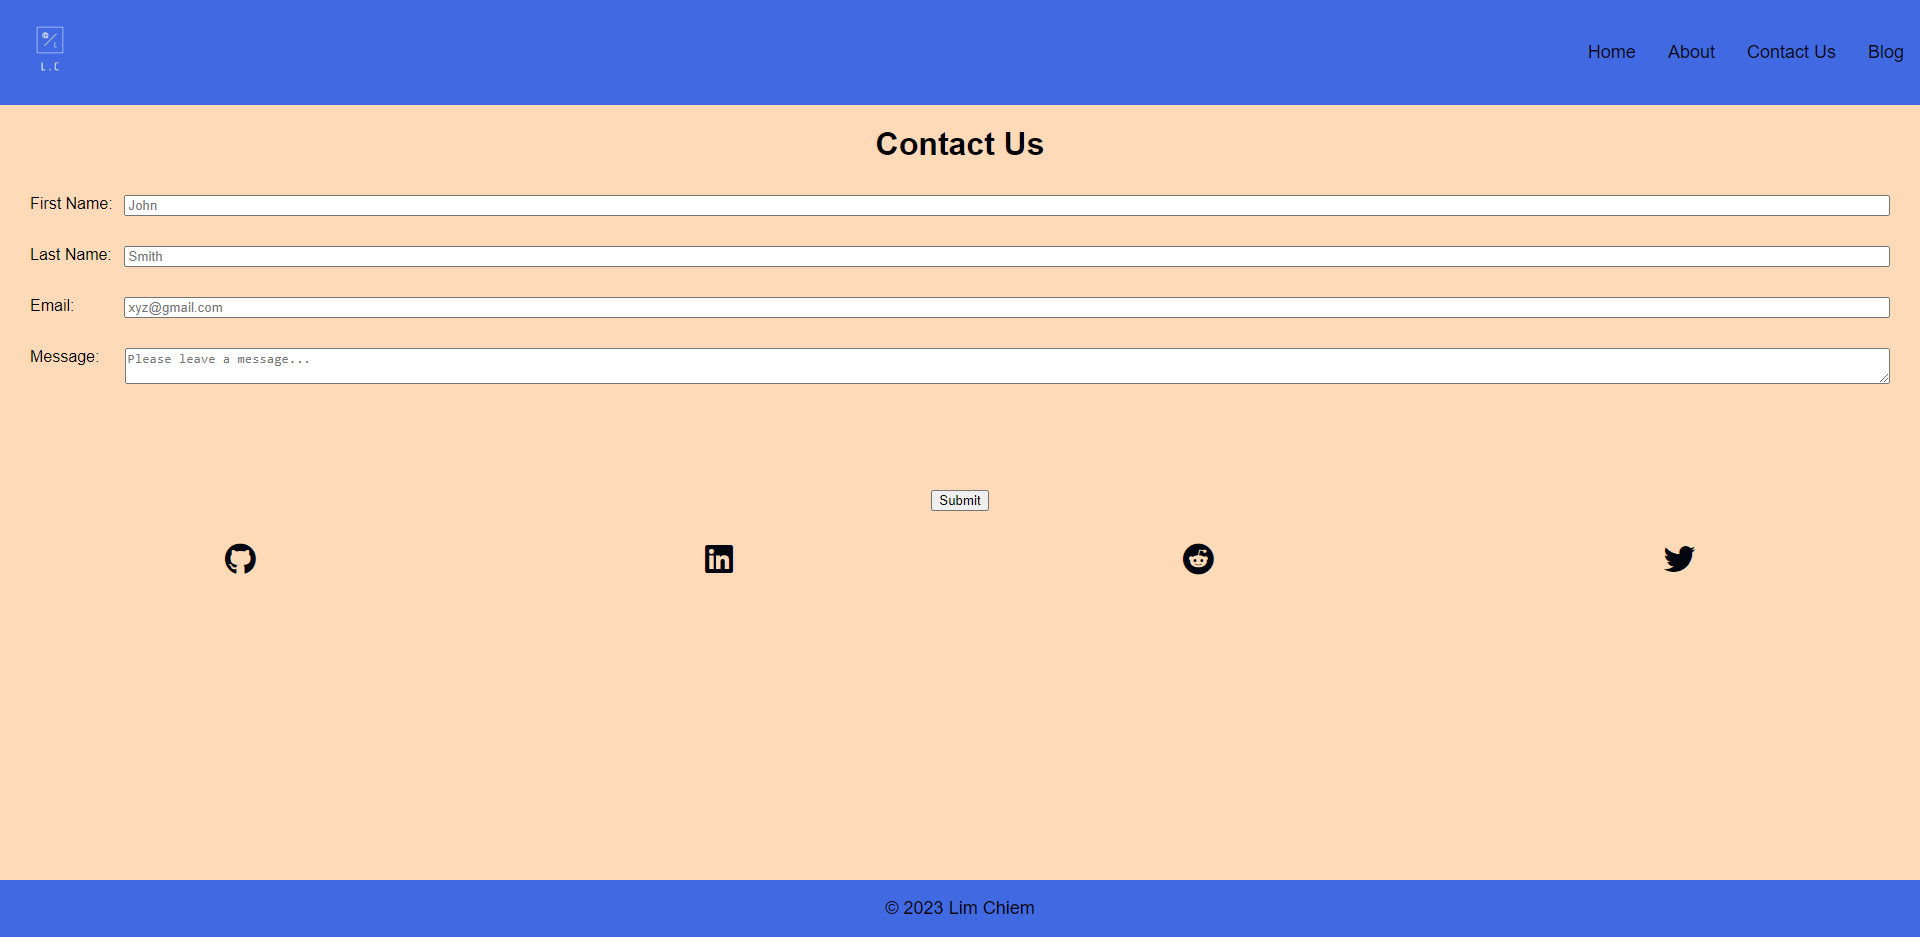 L.C
Home About Contact Us Blog
Contact Us
First Name: John
Last Name: Smith
Email: xyz@gmail.com
Message: Please leave a message...
Submit
in
© 2023 Lim Chiem